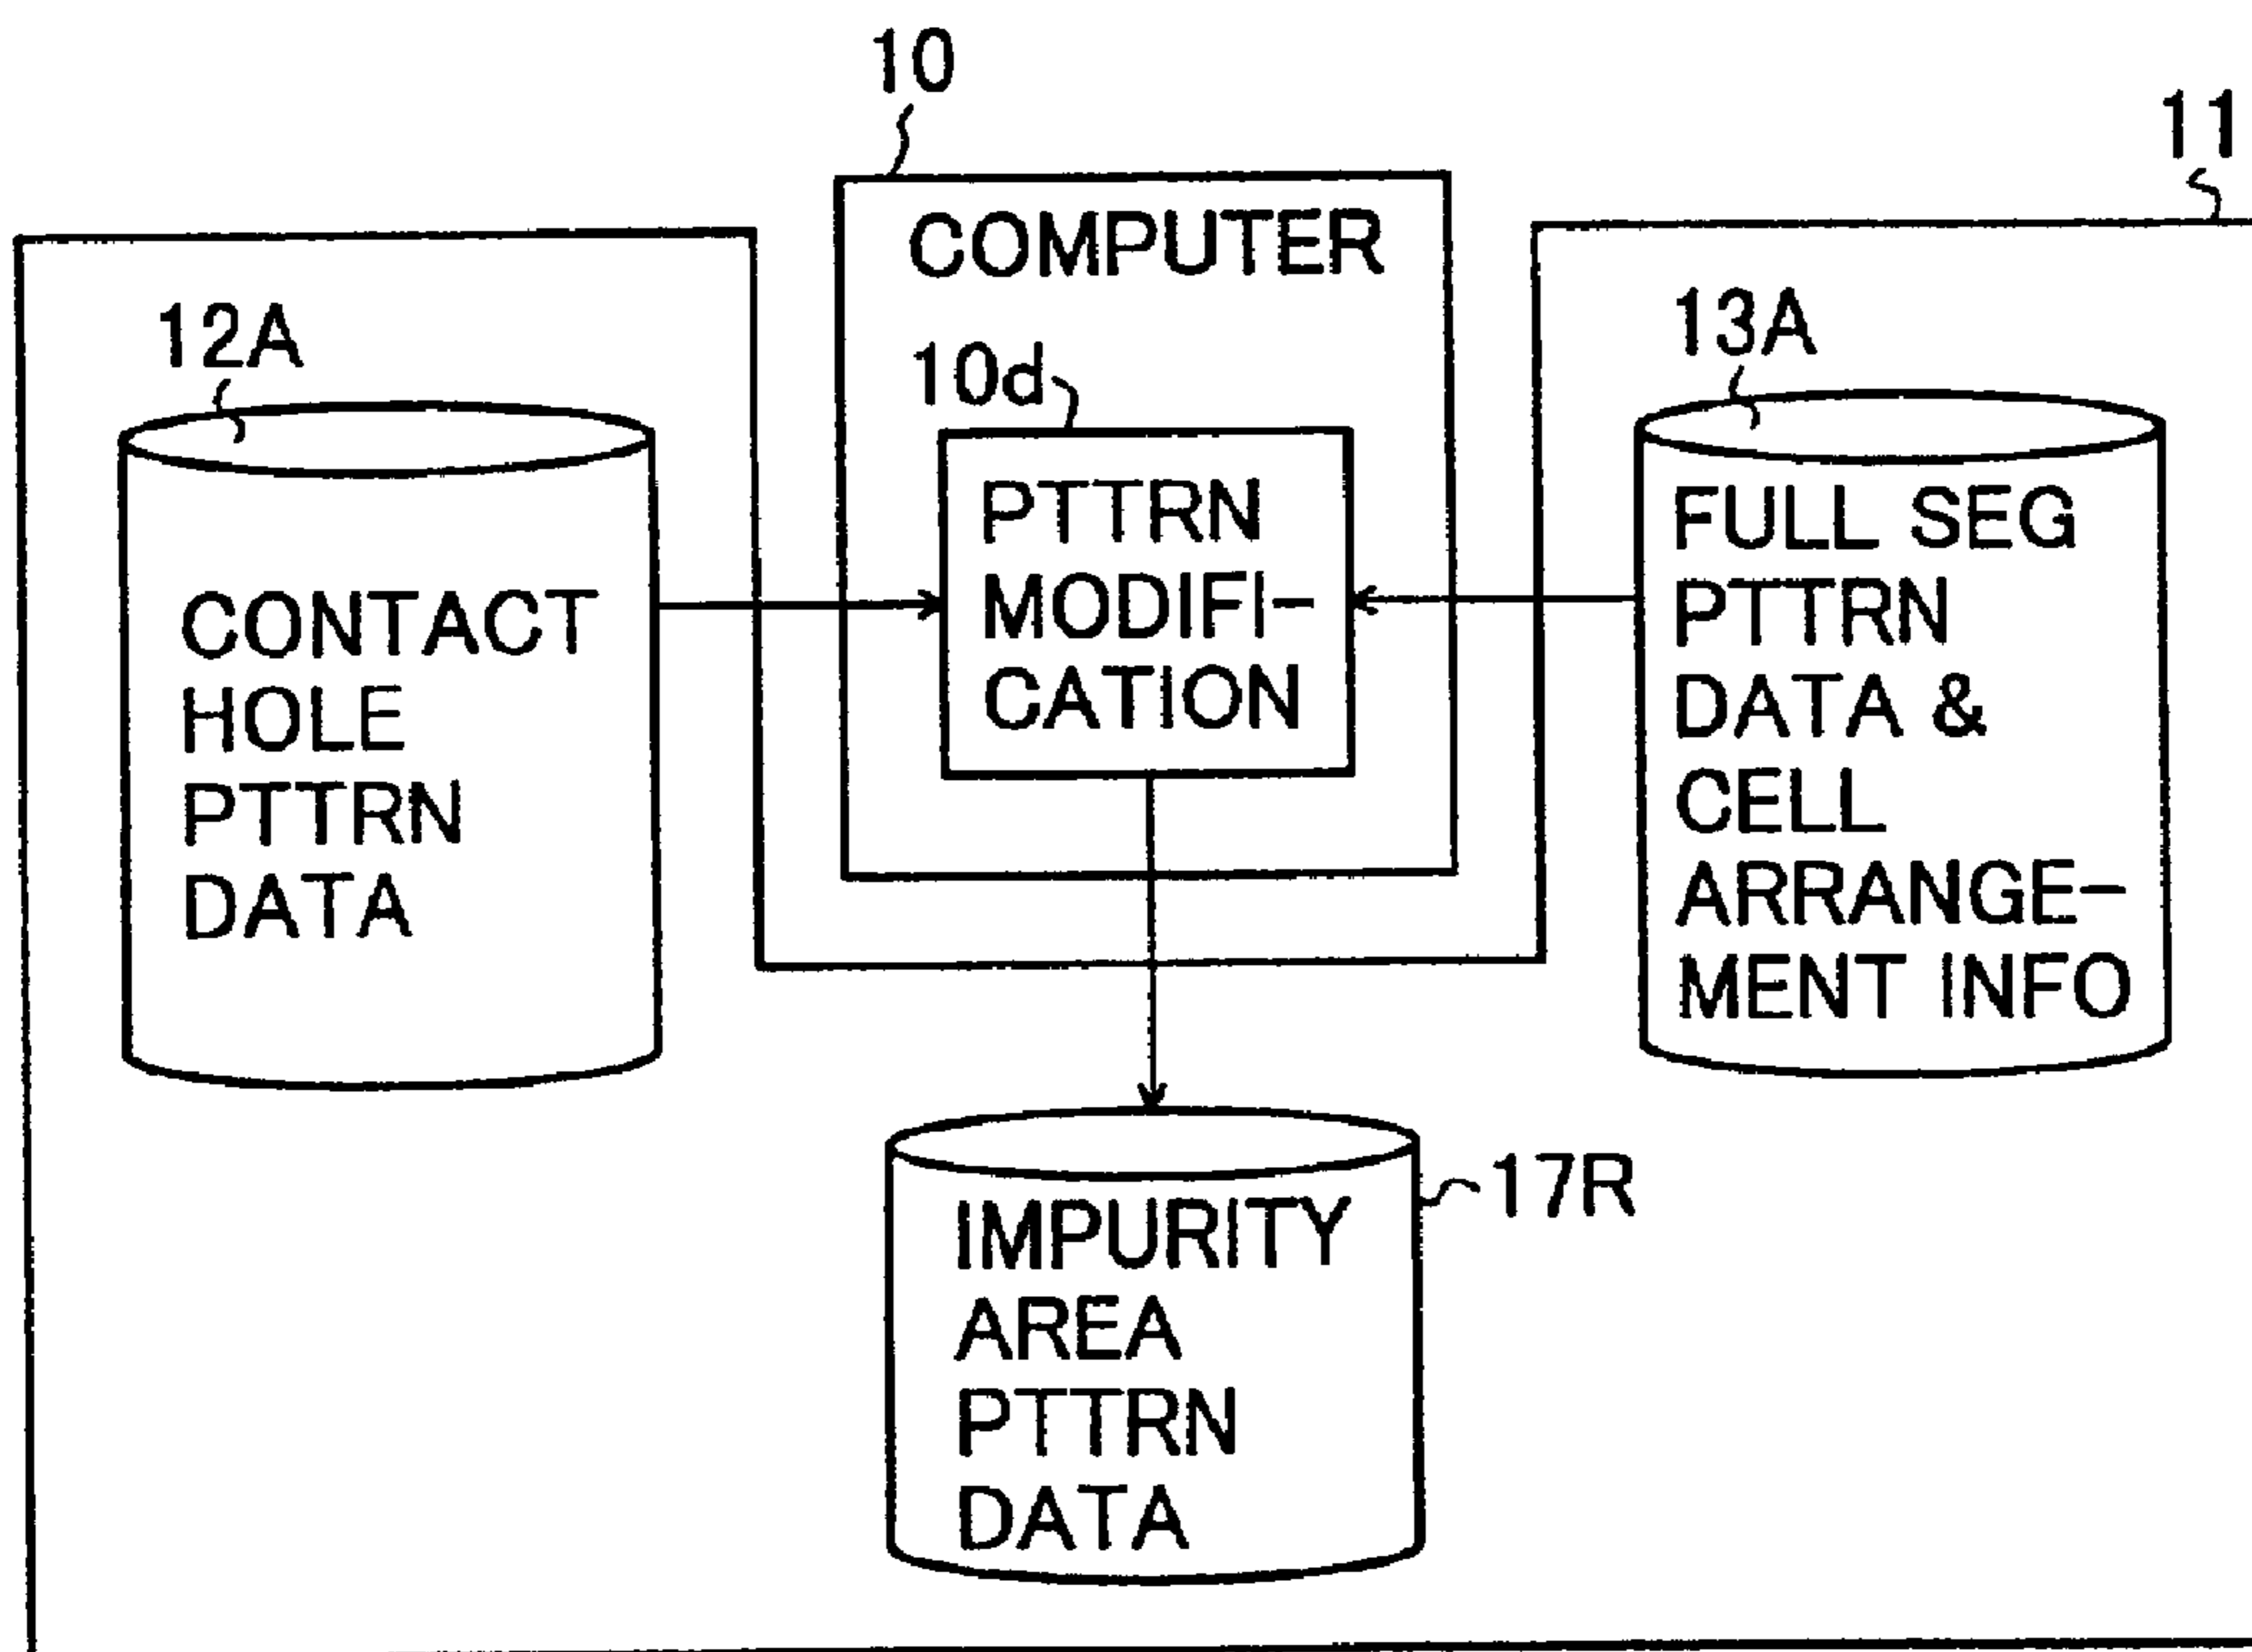 10
11
COMPUTER
12A
10d
13A
CONTACT
HOLE
PTTRN
DATA
PTTRN
MODIFI-
CATION
FULL SEG
PTTRN
DATA &
CELL
ARRANGE-
MENT INFO
17R
IMPURITY
AREA
PTTRN
DATA